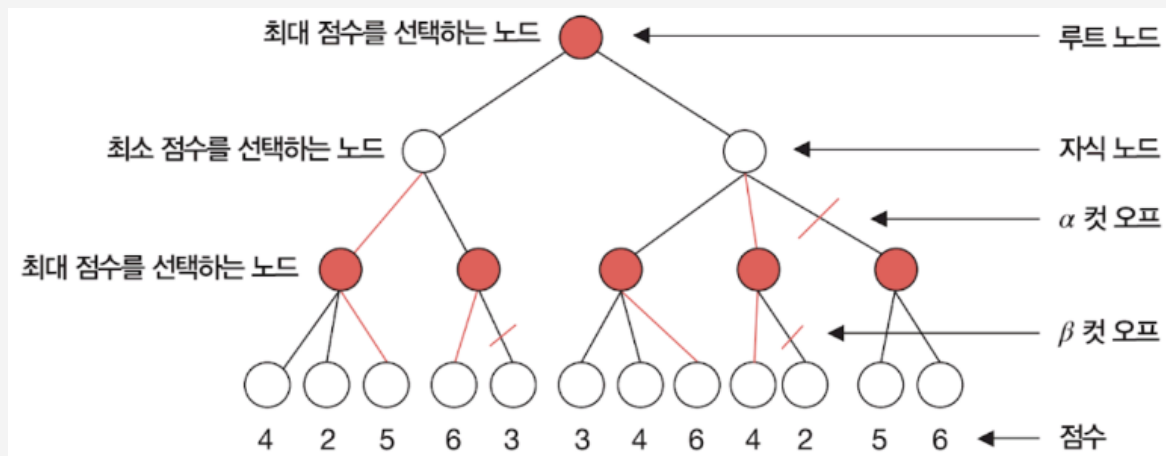 최대 점수를 선택하는 노드
루트 노드
최소 점수를 선택하는 노드
자식 노드
α 컷 오프
최대 점수를 선택하는 노드
β 컷 오프
4 2 5 6 3 3 4 6 4 2 5 6
점수